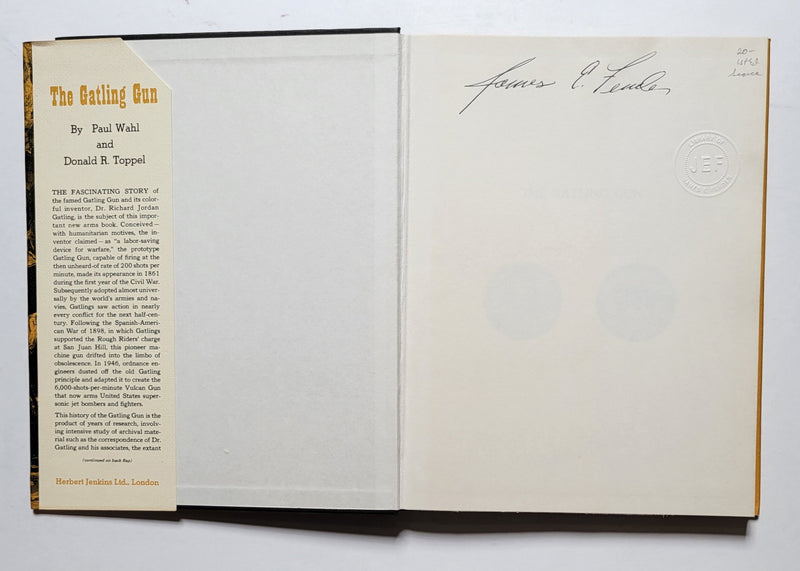 The Gatling Gun
By Paul Wahl
and
Donald R. Toppel
THE FASCINATING STORY of
the famed Gatling Gun and its color-
ful inventor, Dr. Richard Jordan
Gatling, is the subject of this impor-
tant new arms book. Conceived—
with humanitarian motives, the in-
ventor claimed—as "a labor-saving
device for warfare," the prototype
Gatling Gun, capable of firing at the
then unheard-of rate of 200 shots per
minute, made its appearance in 1861
during the first year of the Civil War.
Subsequently adopted almost univer-
sally by the world's armies and na-
vies, Gatlings saw action in nearly
every conflict for the next half-cen-
tury. Following the Spanish-Ameri-
can War of 1898, in which Gatlings
supported the Rough Riders' charge
at San Juan Hill, this pioneer ma-
chine gun drifted into the limbo of
obsolescence. In 1946, ordnance en-
gineers dusted off the old Gatling
principle and adapted it to create the
6,000-shots-per-minute Vulcan Gun
that now arms United States super-
sonic jet bombers and fighters.
This history of the Gatling Gun is the
product of years of research, involv-
ing intensive study of archival mate-
rial such as the correspondence of Dr.
Gatling and his associates, the extant
(continued on back flap)
Herbert Jenkins Ltd., London
James E. Fender
20-
LIBRARY OF
JEF
THE GATLING GUN